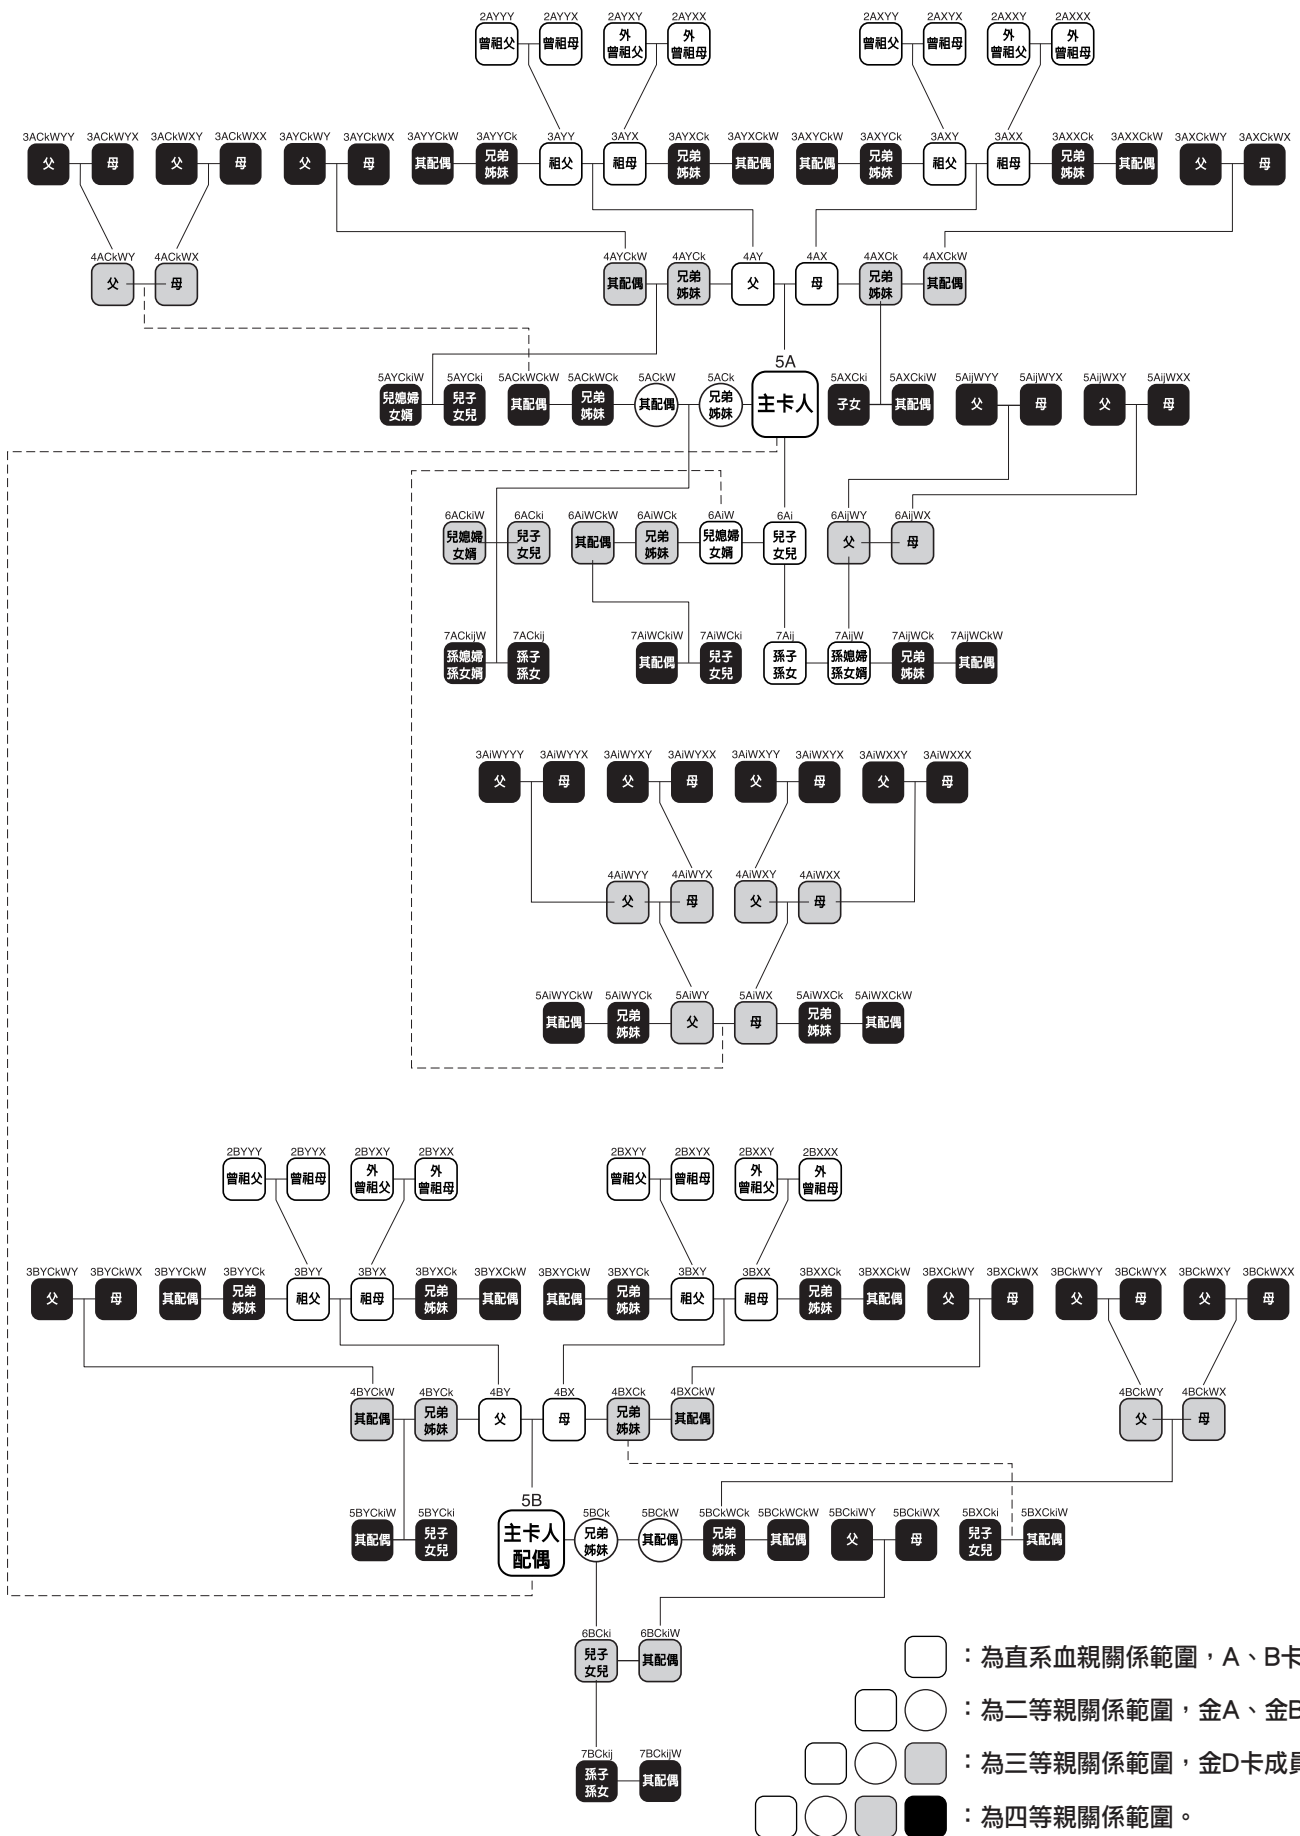 2AYYY 2AYYX 2AYXY 2AYXX 2AXYY 2AXYX 2AXXY 2AXXX
曾祖父 曾祖母 外曾祖父 外曾祖母 曾祖父 曾祖母 外曾祖父 外曾祖母
3ACkWYY 3ACkWYX 3ACkWXY 3ACkWXX 3AYCkWY 3AYCkWX 3AYYCkW 3AYYCk 3AYY 3AYX 3AYXCk 3AYXCkW 3AXYCkW 3AXYCk 3AXY 3AXX 3AXXCk 3AXXCkW 3AXCkWY 3AXCkWX
父 母 父 母 父 母 其配偶 兄弟姊妹 祖父 祖母 兄弟姊妹 其配偶 其配偶 兄弟姊妹 祖父 祖母 兄弟姊妹 其配偶 父 母
4ACkWY 4ACkWX 4AYCkW 4AYCk 4AY 4AX 4AXCk 4AXCkW
父 母 其配偶 兄弟姊妹 父 母 兄弟姊妹 其配偶
5AYCkiW 5AYCki 5ACkWCkW 5ACkWCk 5ACkW 5ACk 5A 5AXCki 5AXCkiW 5AijWYY 5AijWYX 5AijWXY 5AijWXX
兒媳婦女婿 兒子女兒 其配偶 兄弟姊妹 其配偶 兄弟姊妹 主卡人 子女 其配偶 父 母 父 母
6ACkiW 6ACki 6AiWCkW 6AiWCk 6AiW 6Ai 6AijWY 6AijWX
兒媳婦女婿 兒子女兒 其配偶 兄弟姊妹 兒媳婦女婿 兒子女兒 父 母
7ACkijW 7ACkij 7AiWCkiW 7AiWCki 7Aij 7AijW 7AijWCk 7AijWCkW
孫媳婦孫女婿 孫子孫女 其配偶 兒子女兒 孫子孫女 孫媳婦孫女婿 兄弟姊妹 其配偶
3AiWYYY 3AiWYYX 3AiWYXY 3AiWYXX 3AiWXYY 3AiWXYX 3AiWXXY 3AiWXXX
父 母 父 母 父 母 父 母
4AiWYY 4AiWYX 4AiWXY 4AiWXX
父 母 父 母
5AiWYCkW 5AiWYCk 5AiWY 5AiWX 5AiWXCk 5AiWXCkW
其配偶 兄弟姊妹 父 母 兄弟姊妹 其配偶
2BYYY 2BYYX 2BYXY 2BYXX 2BXYY 2BXYX 2BXXY 2BXXX
曾祖父 曾祖母 外曾祖父 外曾祖母 曾祖父 曾祖母 外曾祖父 外曾祖母
3BYCkWY 3BYCkWX 3BYYCkW 3BYYCk 3BYY 3BYX 3BYXCk 3BYXCkW 3BXYCkW 3BXYCk 3BXY 3BXX 3BXXCk 3BXXCkW 3BXCkWY 3BXCkWX 3BCkWYY 3BCkWYX 3BCkWXY 3BCkWXX
父 母 其配偶 兄弟姊妹 祖父 祖母 兄弟姊妹 其配偶 其配偶 兄弟姊妹 祖父 祖母 兄弟姊妹 其配偶 父 母 父 母 父 母
4BYCkW 4BYCk 4BY 4BX 4BXCk 4BXCkW 4BCkWY 4BCkWX
其配偶 兄弟姊妹 父 母 兄弟姊妹 其配偶 父 母
5BYCkiW 5BYCki 5B 5BCk 5BCkW 5BCkWCk 5BCkWCkW 5BCkiWY 5BCkiWX 5BXCki 5BXCkiW
其配偶 兒子女兒 主卡人配偶 兄弟姊妹 其配偶 兄弟姊妹 其配偶 父 母 兒子女兒 其配偶
6BCki 6BCkiW
兒子女兒 其配偶
7BCkij 7BCkijW
孫子孫女 其配偶
：為直系血親關係範圍，A、B卡
：為二等親關係範圍，金A、金B
：為三等親關係範圍，金D卡成員
：為四等親關係範圍。